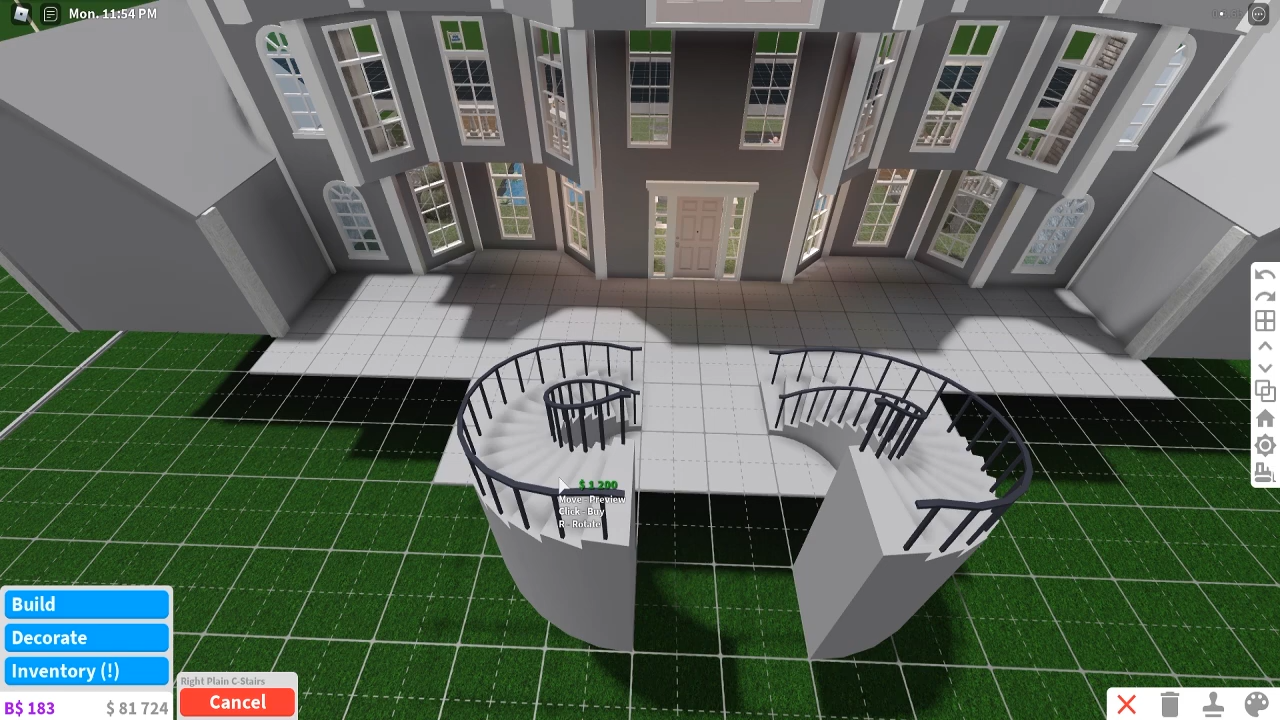 Mon. 11:54 PM
$ 1 200
Move - Preview
Click - Buy
R - Rotate
Build
Decorate
Inventory (!)
B$ 183 $ 81 724
Right Plain C-Stairs
Cancel